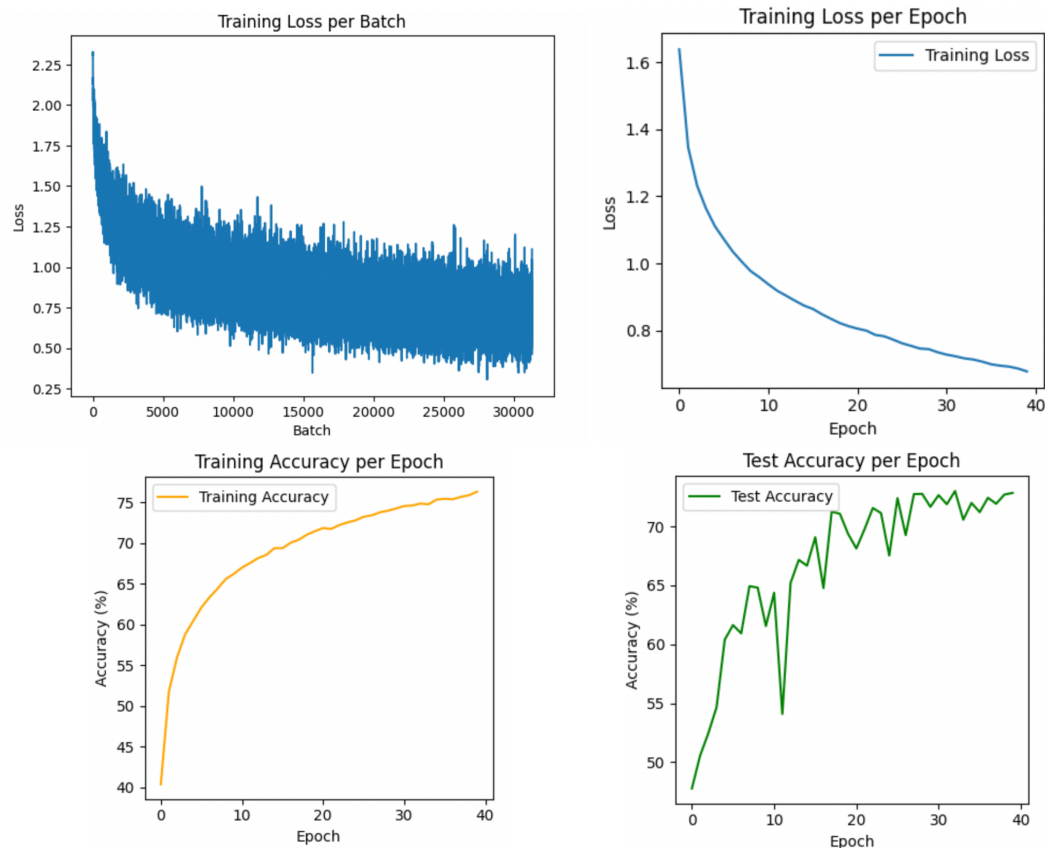 Training Loss per Batch
2.25
2.00
1.75
1.50
1.25
1.00
0.75
0.50
0.25
Loss
0 5000 10000 15000 20000 25000 30000
Batch
Training Loss per Epoch
Training Loss
1.6
1.4
1.2
1.0
0.8
Loss
0 10 20 30 40
Epoch
Training Accuracy per Epoch
Training Accuracy
75
70
65
60
55
50
45
40
Accuracy (%)
0 10 20 30 40
Epoch
Test Accuracy per Epoch
Test Accuracy
70
65
60
55
50
Accuracy (%)
0 10 20 30 40
Epoch